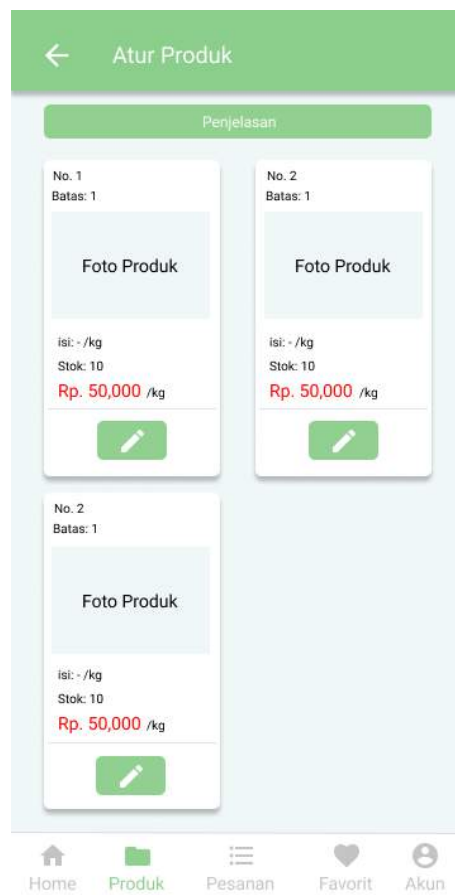 Atur Produk
Penjelasan
No. 1
Batas: 1
Foto Produk
isi: - /kg
Stok: 10
Rp. 50,000 /kg
No. 2
Batas: 1
Foto Produk
isi: - /kg
Stok: 10
Rp. 50,000 /kg
No. 2
Batas: 1
Foto Produk
isi: - /kg
Stok: 10
Rp. 50,000 /kg
Home Produk Pesanan Favorit Akun